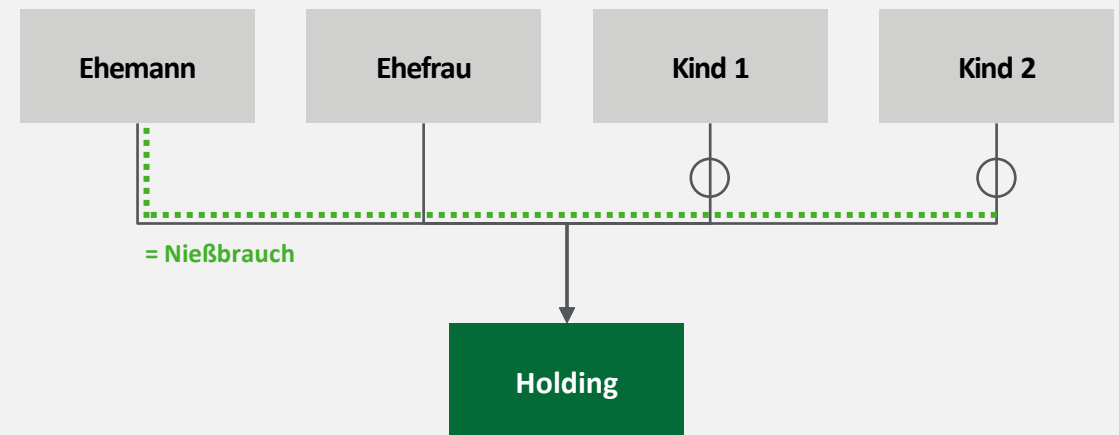 Ehemann
Ehefrau
Kind 1
Kind 2
= Nießbrauch
Holding